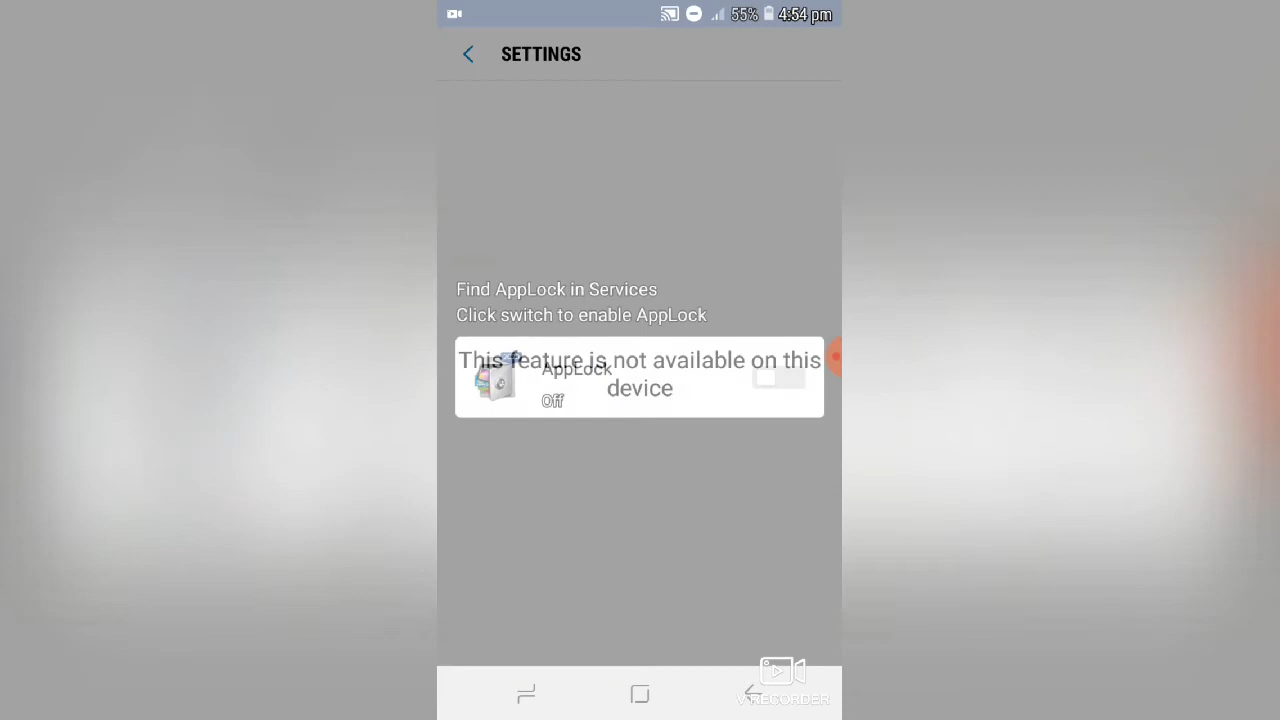 55% 4:54 pm
SETTINGS
Find AppLock in Services
Click switch to enable AppLock
This feature is not available on this
AppLock
device
Off
V RECORDER